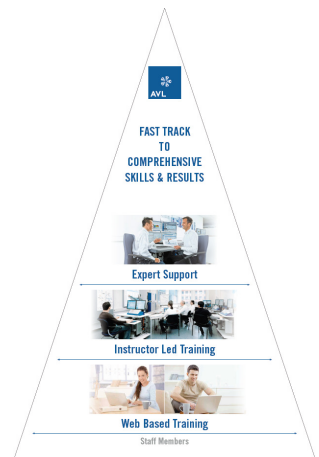 AVL
FAST TRACK
TO
COMPREHENSIVE
SKILLS & RESULTS
Expert Support
Instructor Led Training
Web Based Training
Staff Members